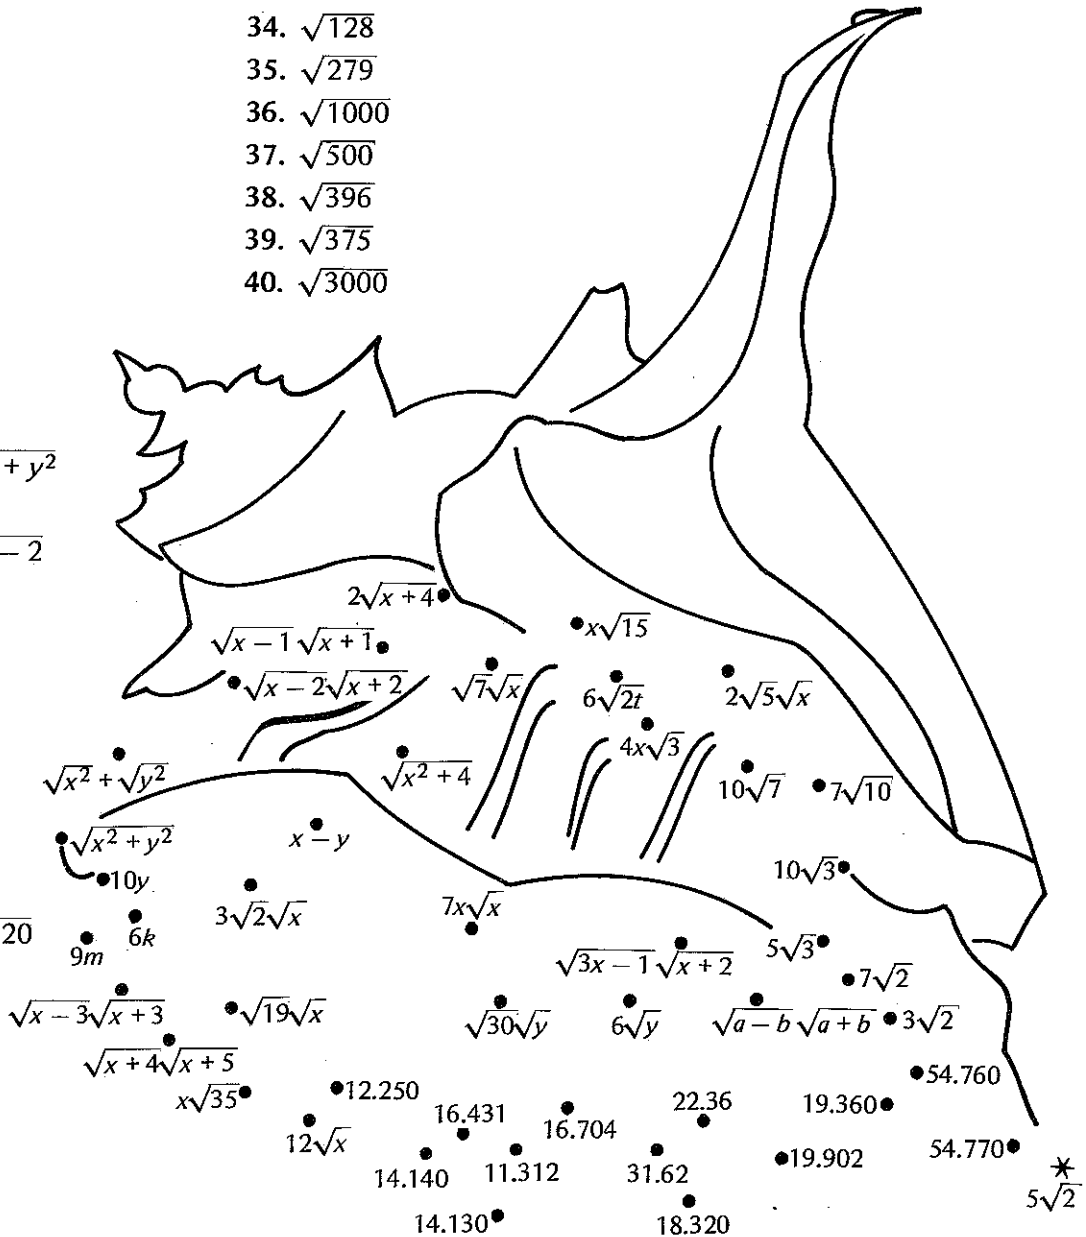 34. √128
35. √279
36. √1000
37. √500
38. √396
39. √375
40. √3000
+ y²
– 2
2√x + 4
x√15
√x – 1 √x + 1
√x – 2√x + 2
√7√x
6√2t
2√5√x
4x√3
√x² + √y²
√x² + 4
10√7
7√10
√x² + y²
x – y
10√3
10y
3√2√x
7x√x
20
9m
6k
√3x – 1 √x + 2
5√3
7√2
√x – 3√x + 3
√19√x
√30√y
6√y
√a – b √a + b
3√2
√x + 4√x + 5
x√35
12.250
54.760
16.431
22.36
19.360
12√x
16.704
14.140
11.312
31.62
19.902
54.770
5√2
14.130
18.320